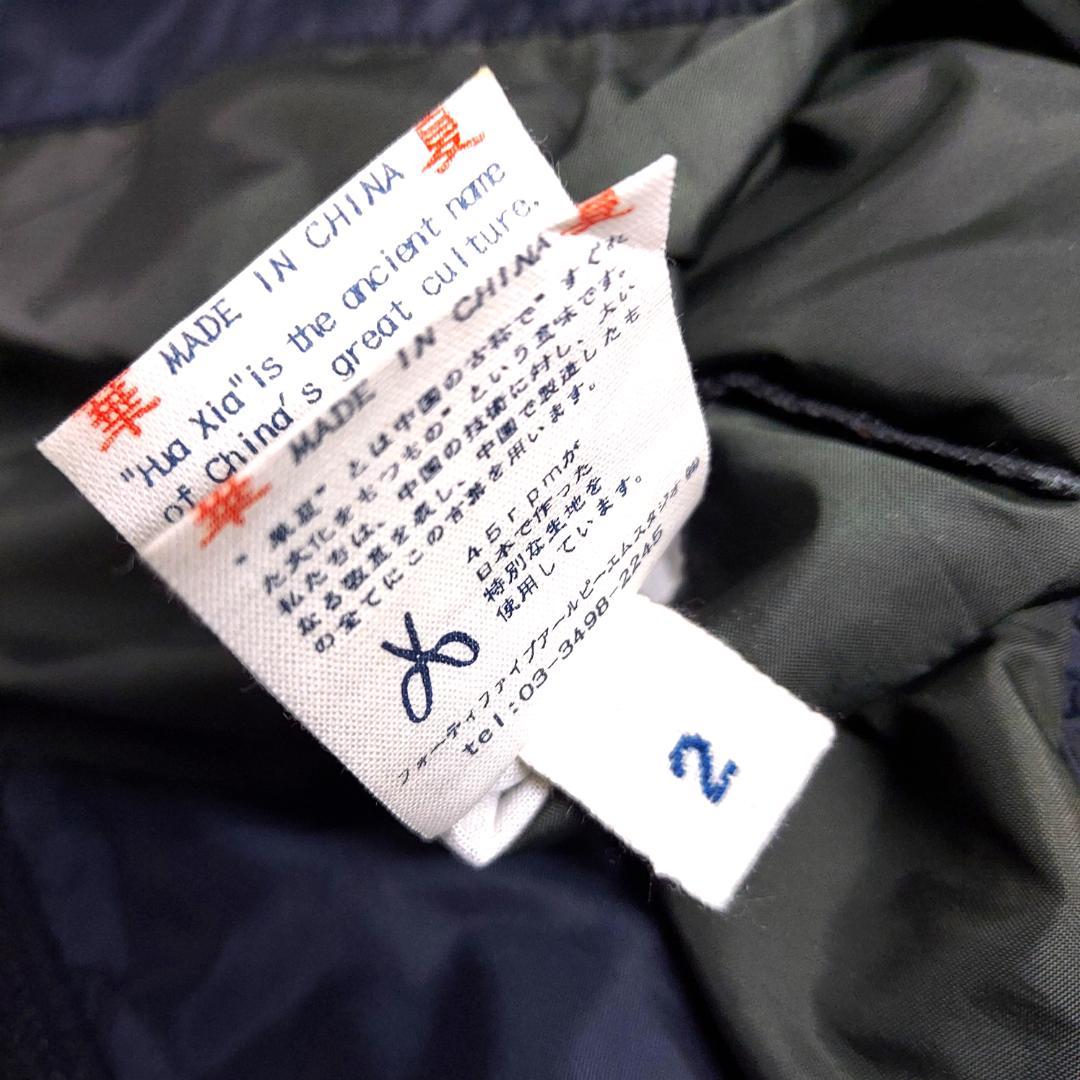 華 MADE IN CHINA 夏
"Hua Xia"is the ancient name
of China's great culture.
華 MADE IN CHINA 夏
"華夏"とは中国の古称で"すぐれ
た文化をもつもの"という意味です。
私たちは、中国の技術に対し、大い
なる敬意を表し、中国で製造したも
の全てにこの言葉を用います。
45rpmが
日本で作った
特別な生地を
使用しています。
フォーティファイブアールピーエムスタジオ㈱
tel:03-3498-2245
2